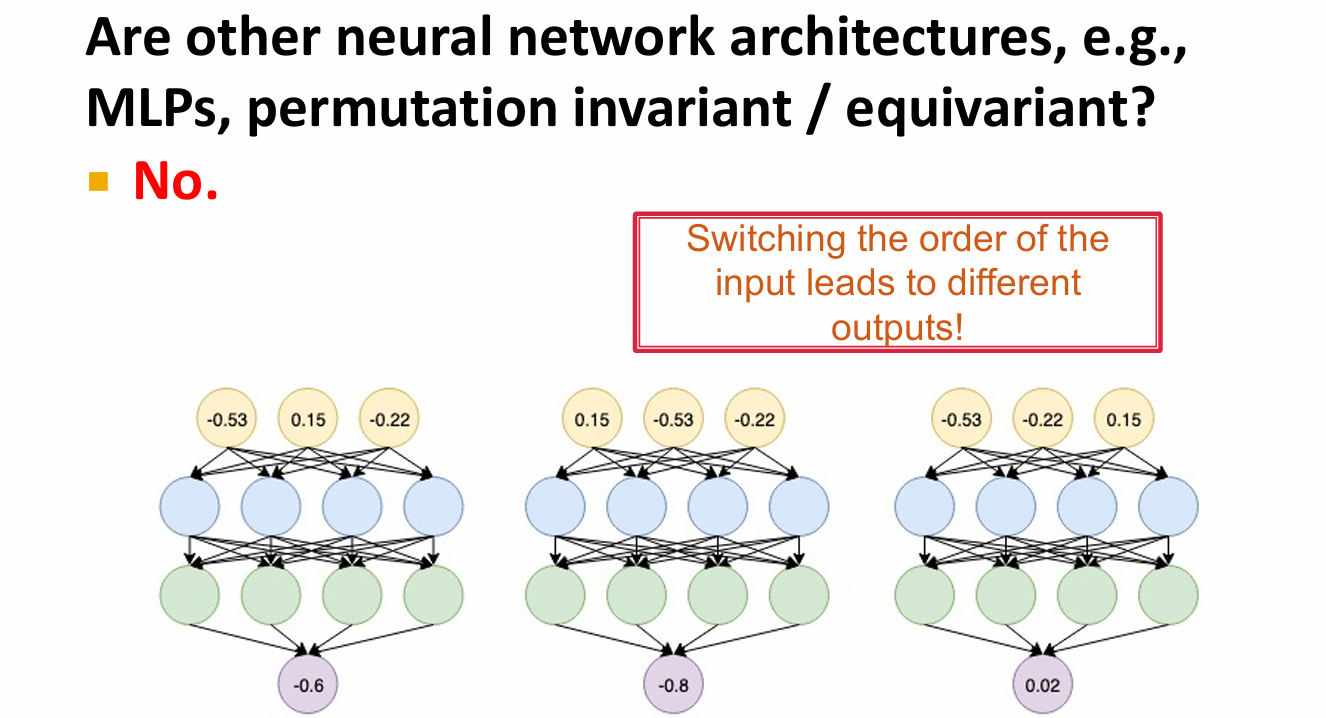 Are other neural network architectures, e.g.,
MLPs, permutation invariant / equivariant?
No.
Switching the order of the
input leads to different
outputs!
-0.53 0.15 -0.22 0.15 -0.53 -0.22 -0.53 -0.22 0.15
-0.6 -0.8 0.02